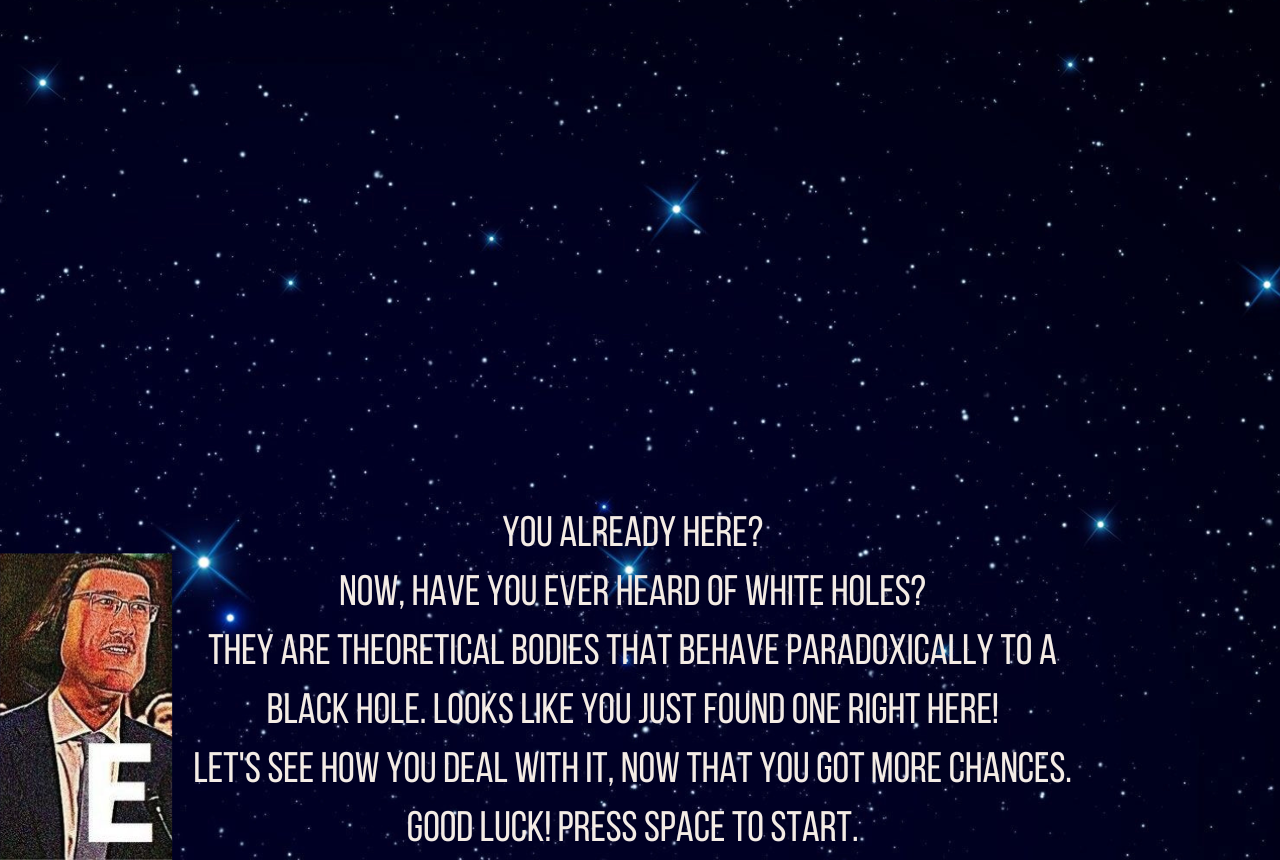 YOU ALREADY HERE?
NOW, HAVE YOU EVER HEARD OF WHITE HOLES?
THEY ARE THEORETICAL BODIES THAT BEHAVE PARADOXICALLY TO A
BLACK HOLE. LOOKS LIKE YOU JUST FOUND ONE RIGHT HERE!
LET'S SEE HOW YOU DEAL WITH IT, NOW THAT YOU GOT MORE CHANCES.
GOOD LUCK! PRESS SPACE TO START.
E